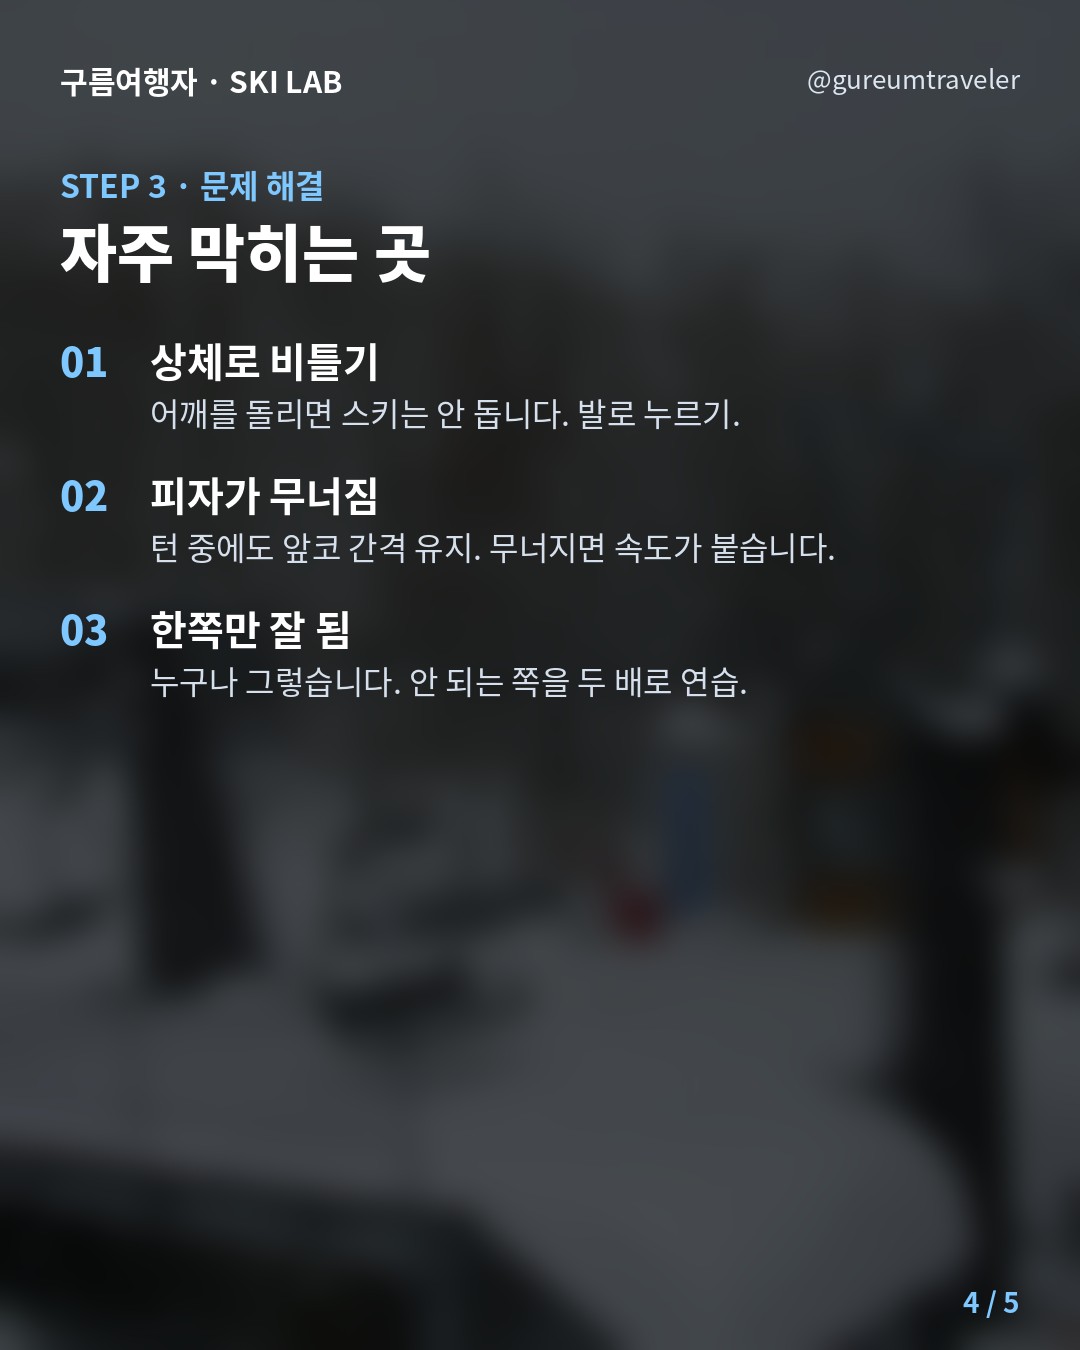 구름여행자 · SKI LAB
@gureumtraveler
STEP 3 · 문제 해결
자주 막히는 곳
01 상체로 비틀기
어깨를 돌리면 스키는 안 돕니다. 발로 누르기.
02 피자가 무너짐
턴 중에도 앞코 간격 유지. 무너지면 속도가 붙습니다.
03 한쪽만 잘 됨
누구나 그렇습니다. 안 되는 쪽을 두 배로 연습.
4 / 5